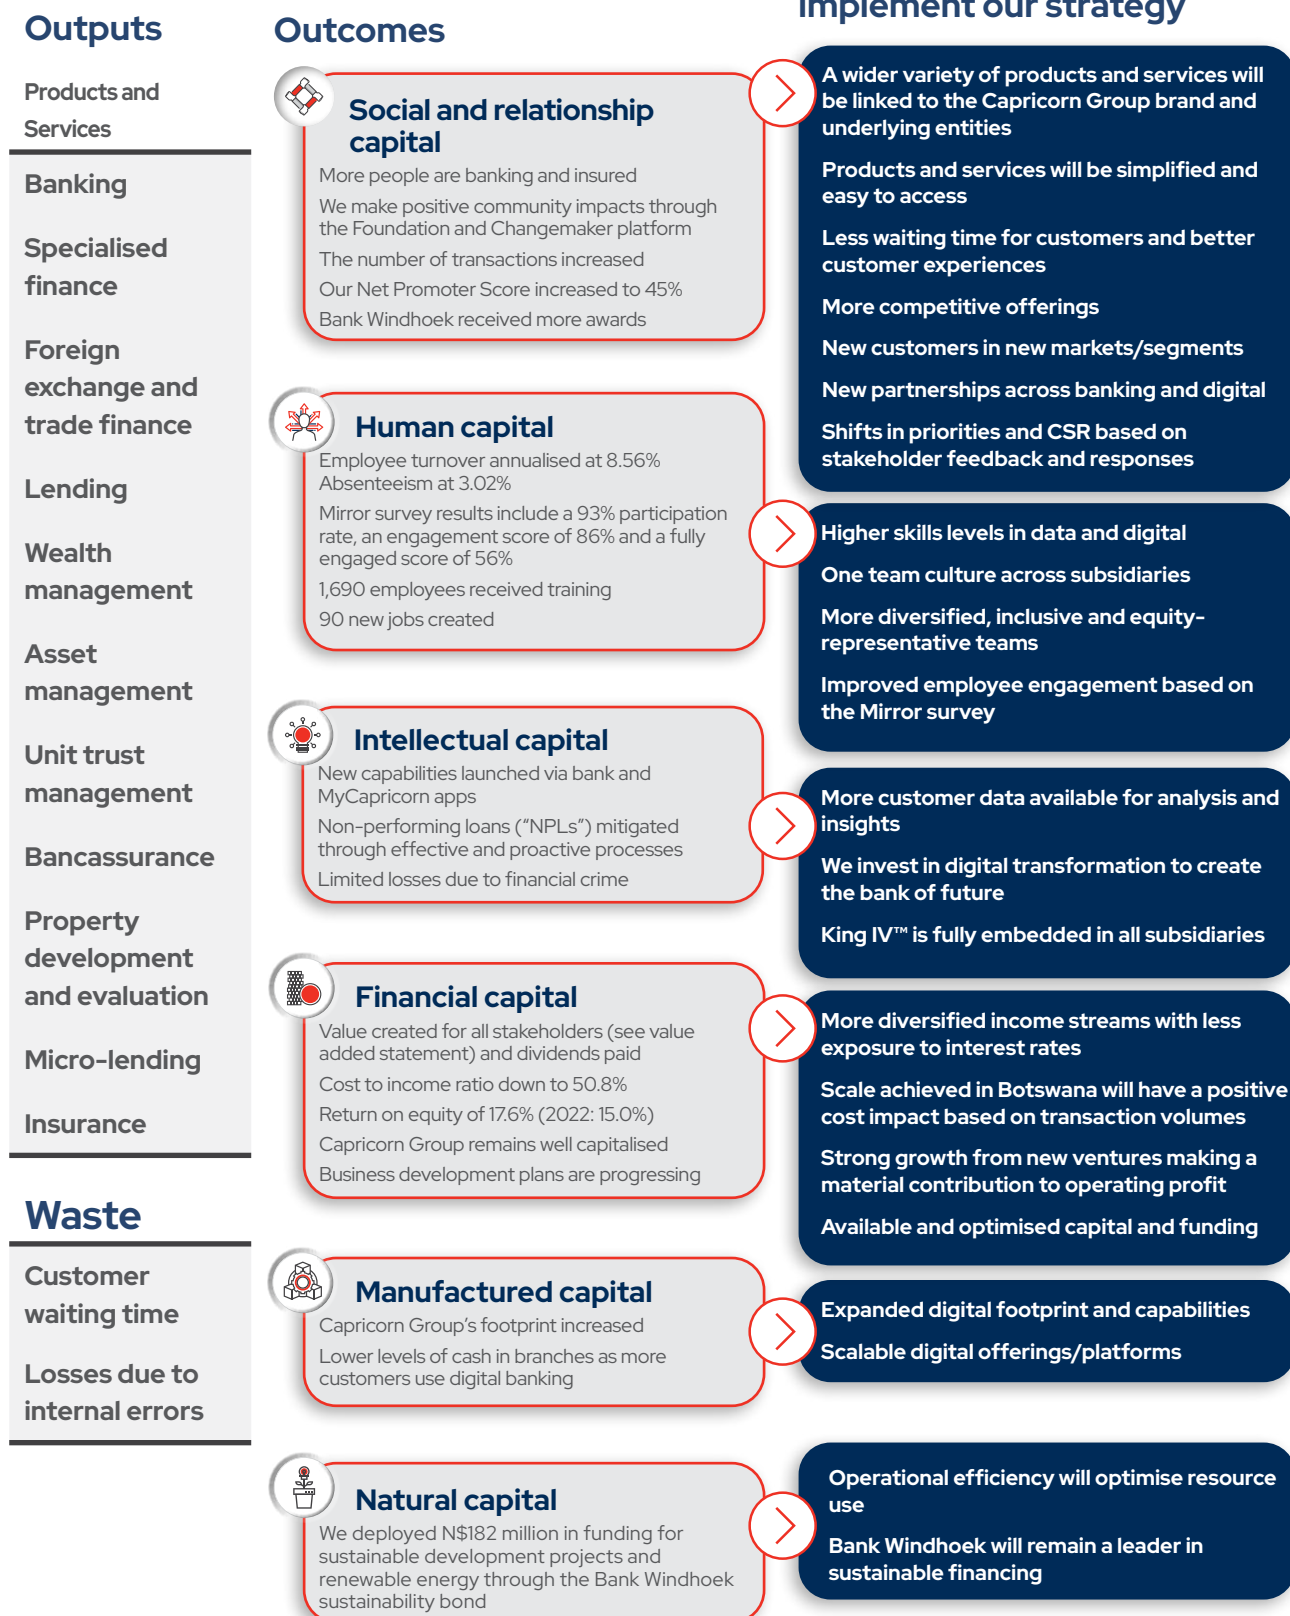 Outputs
Products and
Services
Banking
Specialised
finance
Foreign
exchange and
trade finance
Lending
Wealth
management
Asset
management
Unit trust
management
Bancassurance
Property
development
and evaluation
Micro-lending
Insurance
Waste
Customer
waiting time
Losses due to
internal errors
Outcomes
Social and relationship
capital
More people are banking and insured
We make positive community impacts through
the Foundation and Changemaker platform
The number of transactions increased
Our Net Promoter Score increased to 45%
Bank Windhoek received more awards
Human capital
Employee turnover annualised at 8.56%
Absenteeism at 3.02%
Mirror survey results include a 93% participation
rate, an engagement score of 86% and a fully
engaged score of 56%
1,690 employees received training
90 new jobs created
Intellectual capital
New capabilities launched via bank and
MyCapricorn apps
Non-performing loans (“NPLs”) mitigated
through effective and proactive processes
Limited losses due to financial crime
Financial capital
Value created for all stakeholders (see value
added statement) and dividends paid
Cost to income ratio down to 50.8%
Return on equity of 17.6% (2022: 15.0%)
Capricorn Group remains well capitalised
Business development plans are progressing
Manufactured capital
Capricorn Group’s footprint increased
Lower levels of cash in branches as more
customers use digital banking
Natural capital
We deployed N$182 million in funding for
sustainable development projects and
renewable energy through the Bank Windhoek
sustainability bond
implement our strategy
A wider variety of products and services will
be linked to the Capricorn Group brand and
underlying entities
Products and services will be simplified and
easy to access
Less waiting time for customers and better
customer experiences
More competitive offerings
New customers in new markets/segments
New partnerships across banking and digital
Shifts in priorities and CSR based on
stakeholder feedback and responses
Higher skills levels in data and digital
One team culture across subsidiaries
More diversified, inclusive and equity-
representative teams
Improved employee engagement based on
the Mirror survey
More customer data available for analysis and
insights
We invest in digital transformation to create
the bank of future
King IV™ is fully embedded in all subsidiaries
More diversified income streams with less
exposure to interest rates
Scale achieved in Botswana will have a positive
cost impact based on transaction volumes
Strong growth from new ventures making a
material contribution to operating profit
Available and optimised capital and funding
Expanded digital footprint and capabilities
Scalable digital offerings/platforms
Operational efficiency will optimise resource
use
Bank Windhoek will remain a leader in
sustainable financing